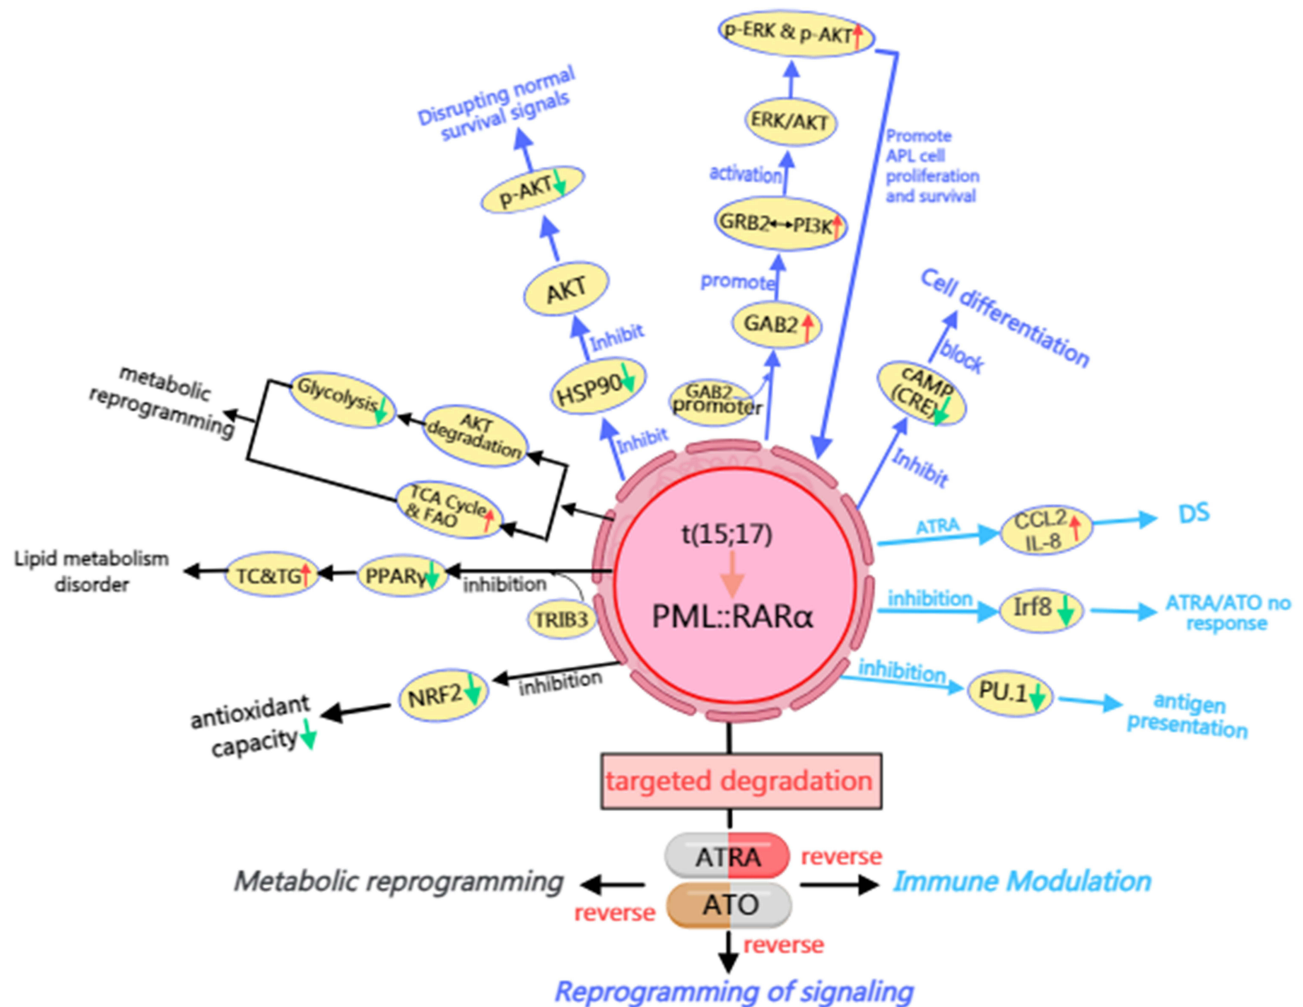 p-ERK & p-AKT
ERK/AKT
activation
GRB2 PI3K
promote
GAB2
GAB2
promoter
Promote
APL cell
proliferation
and survival
Disrupting normal
survival signals
p-AKT
AKT
Inhibit
HSP90
Inhibit
Cell differentiation
block
cAMP
(CRE)
Inhibit
metabolic
reprogramming
Glycolysis
AKT
degradation
TCA Cycle
& FAO
Lipid metabolism
disorder
TC&TG
PPARγ
inhibition
TRIB3
antioxidant
capacity
NRF2
inhibition
t(15;17)
PML::RARα
ATRA
CCL2
IL-8
DS
inhibition
Irf8
ATRA/ATO no
response
inhibition
PU.1
antigen
presentation
targeted degradation
ATRA
reverse
Metabolic reprogramming
Immune Modulation
ATO
reverse
reverse
Reprogramming of signaling